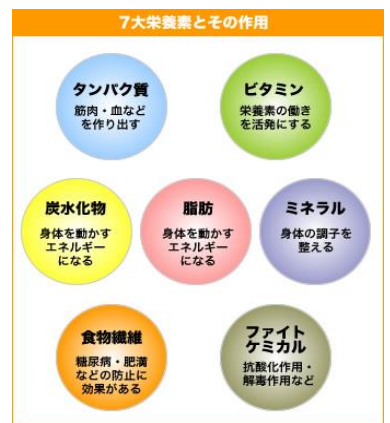 7大栄養素とその作用
タンパク質
筋肉・血など
を作り出す
ビタミン
栄養素の働き
を活発にする
炭水化物
身体を動かす
エネルギー
になる
脂肪
身体を動かす
エネルギー
になる
ミネラル
身体の調子を
整える
食物繊維
糖尿病・肥満
などの防止に
効果がある
ファイト
ケミカル
抗酸化作用・
解毒作用など